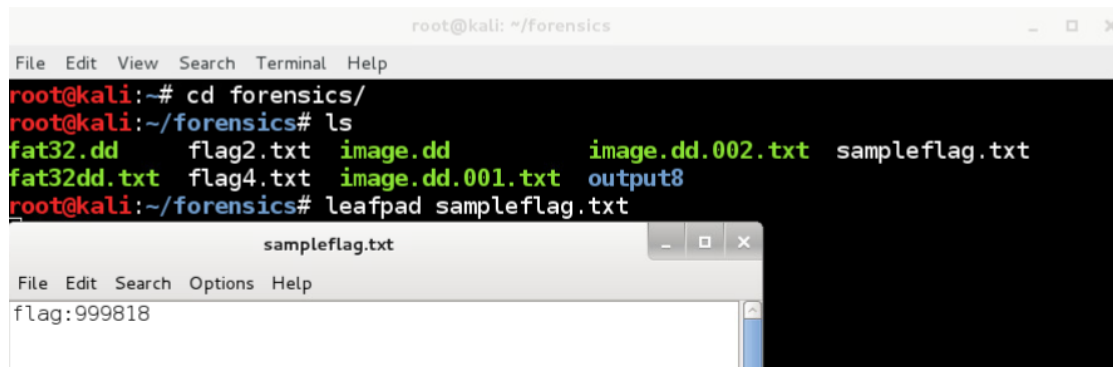 root@kali: ~/forensics
File Edit View Search Terminal Help
root@kali:~# cd forensics/
root@kali:~/forensics# ls
fat32.dd flag2.txt image.dd image.dd.002.txt sampleflag.txt
fat32dd.txt flag4.txt image.dd.001.txt output8
root@kali:~/forensics# leafpad sampleflag.txt
sampleflag.txt
File Edit Search Options Help
flag:999818